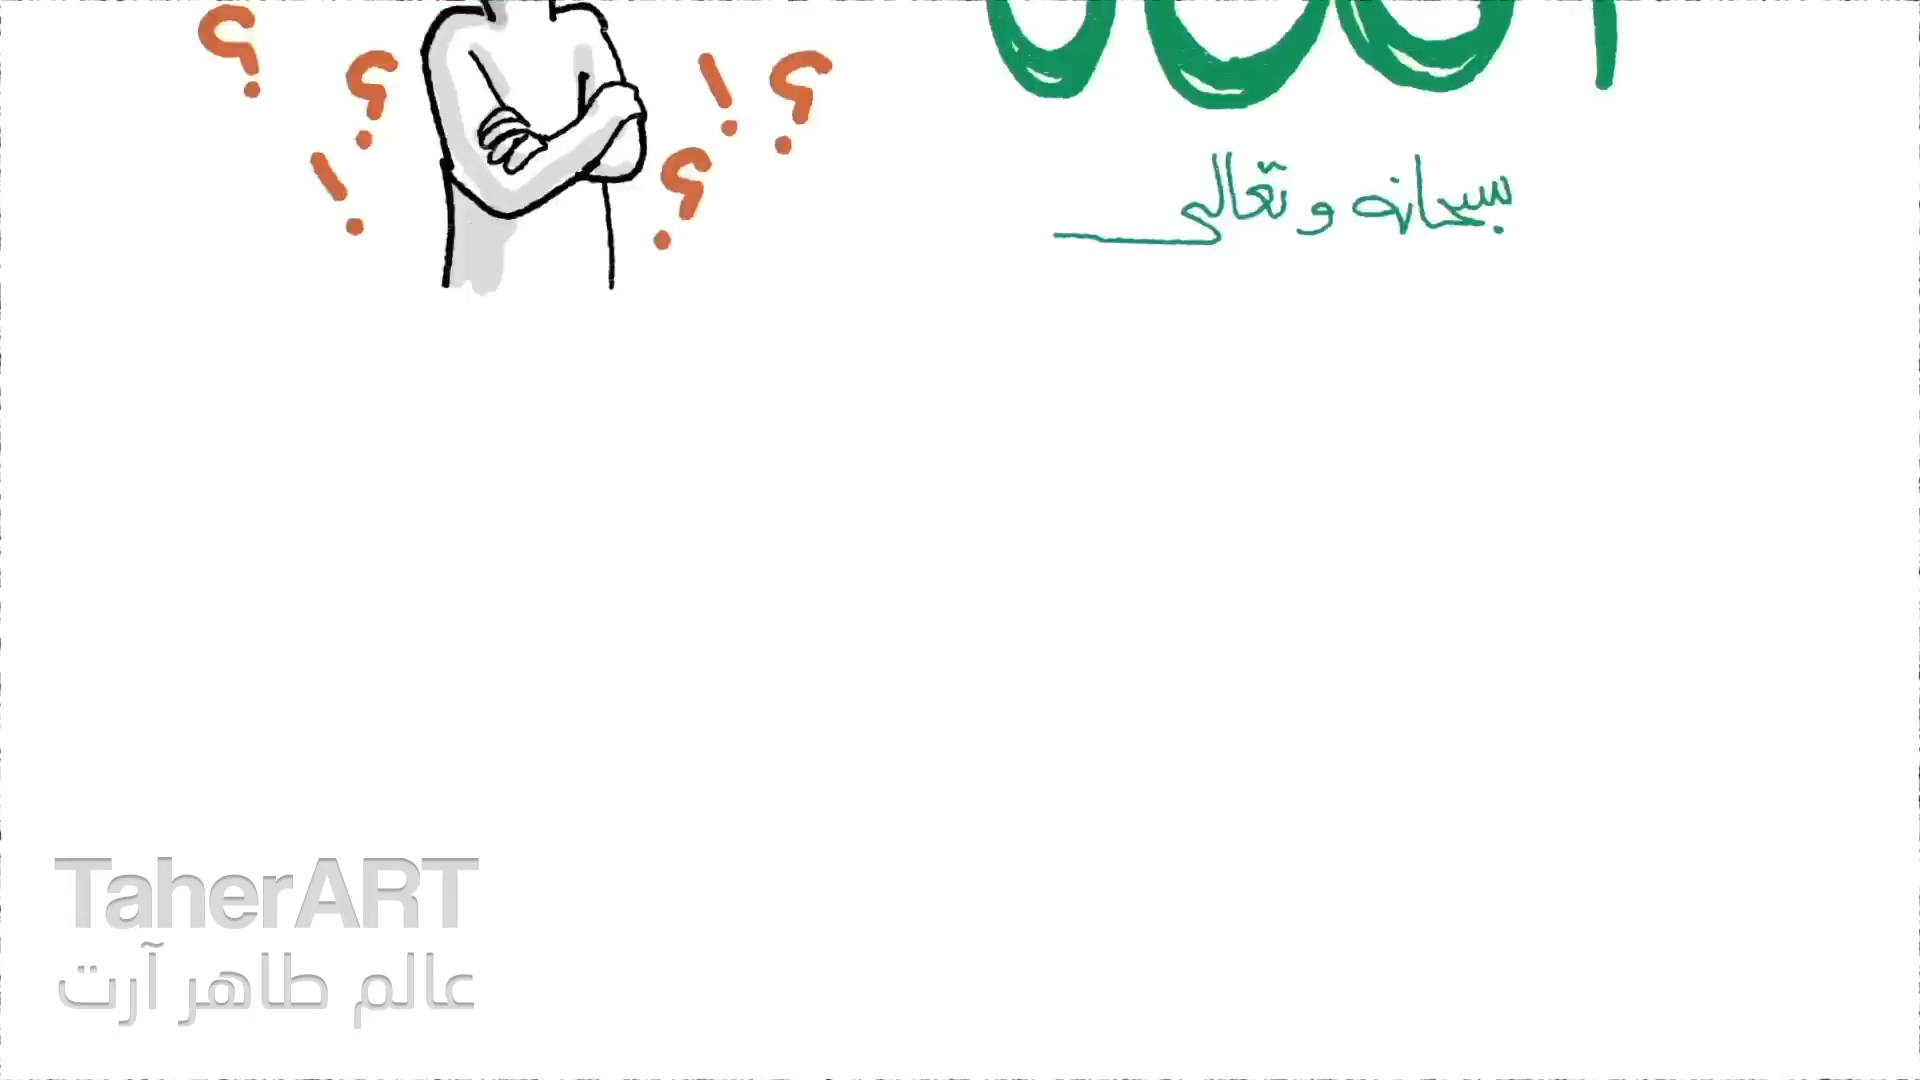 سبحانه وتعالى
؟ ؟ ! ! ؟ ؟
TaherART
عالم طاهر آرت